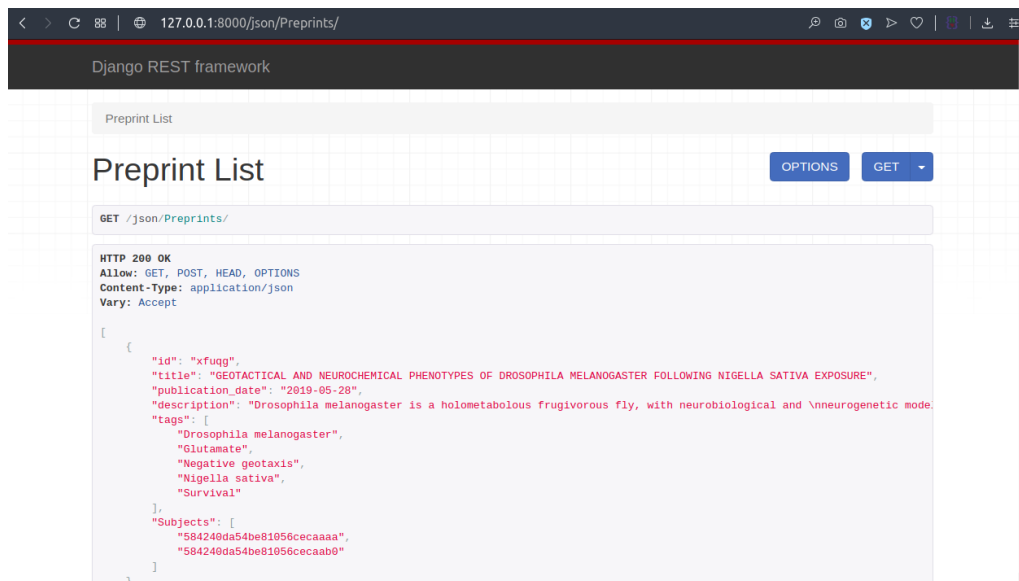 127.0.0.1:8000/json/Preprints/
Django REST framework
Preprint List
Preprint List
OPTIONS
GET
GET /json/Preprints/
HTTP 200 OK
Allow: GET, POST, HEAD, OPTIONS
Content-Type: application/json
Vary: Accept
[
{
"id": "xfuqg",
"title": "GEOTACTICAL AND NEUROCHEMICAL PHENOTYPES OF DROSOPHILA MELANOGASTER FOLLOWING NIGELLA SATIVA EXPOSURE",
"publication_date": "2019-05-28",
"description": "Drosophila melanogaster is a holometabolous frugivorous fly, with neurobiological and \nneurogenetic mode
"tags": [
"Drosophila melanogaster",
"Glutamate",
"Negative geotaxis",
"Nigella sativa",
"Survival"
],
"Subjects": [
"584240da54be81056cecaaaa",
"584240da54be81056cecaab0"
]
}